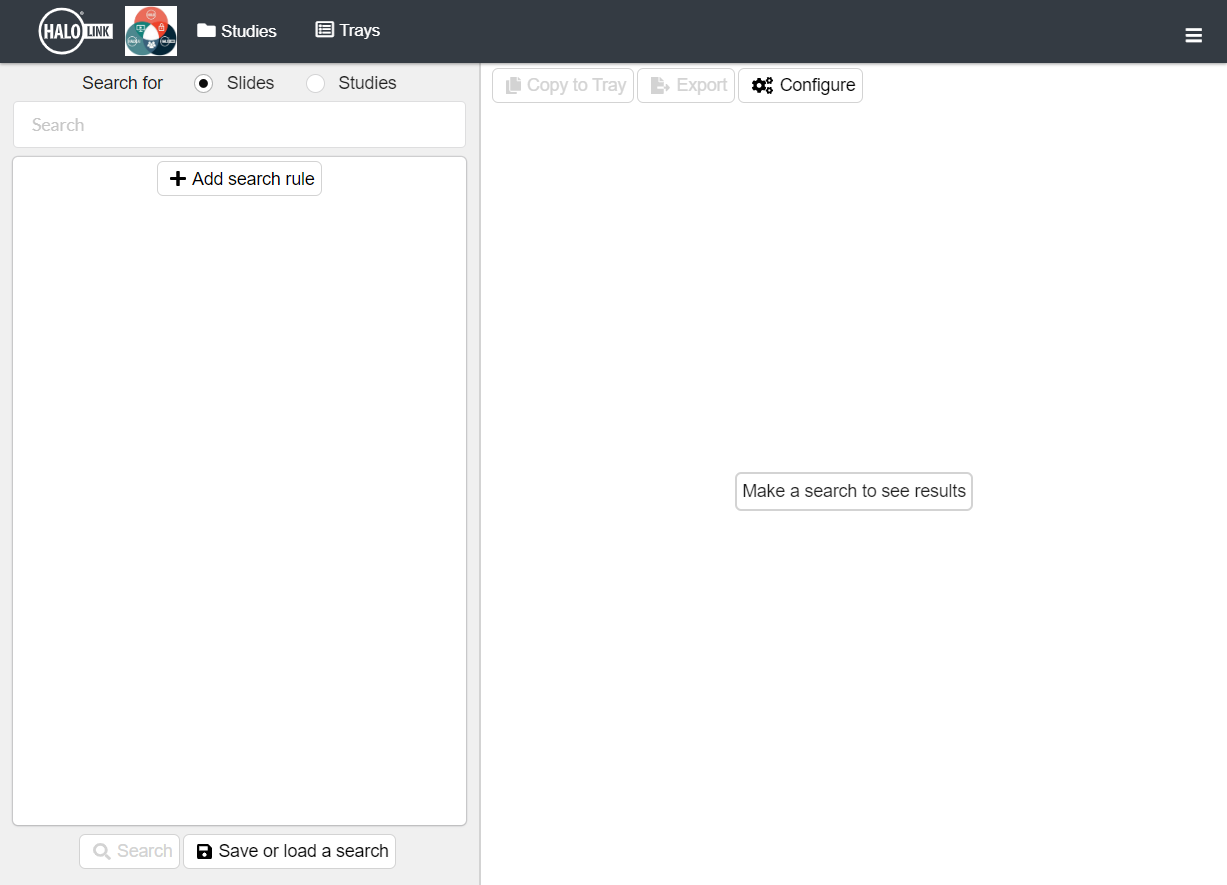 HALO LINK
Studies
Trays
Search for Slides Studies
Search
Add search rule
Copy to Tray Export Configure
Make a search to see results
Search Save or load a search